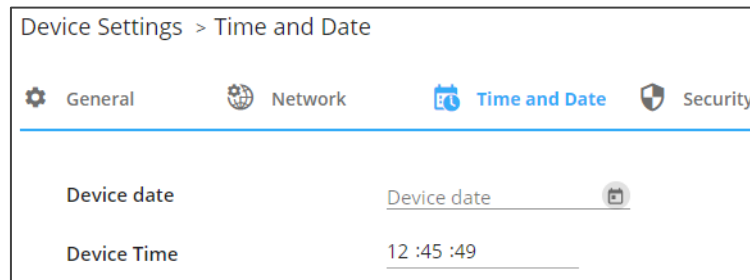 Device Settings > Time and Date
General Network Time and Date Security
Device date Device date
Device Time 12 :45 :49